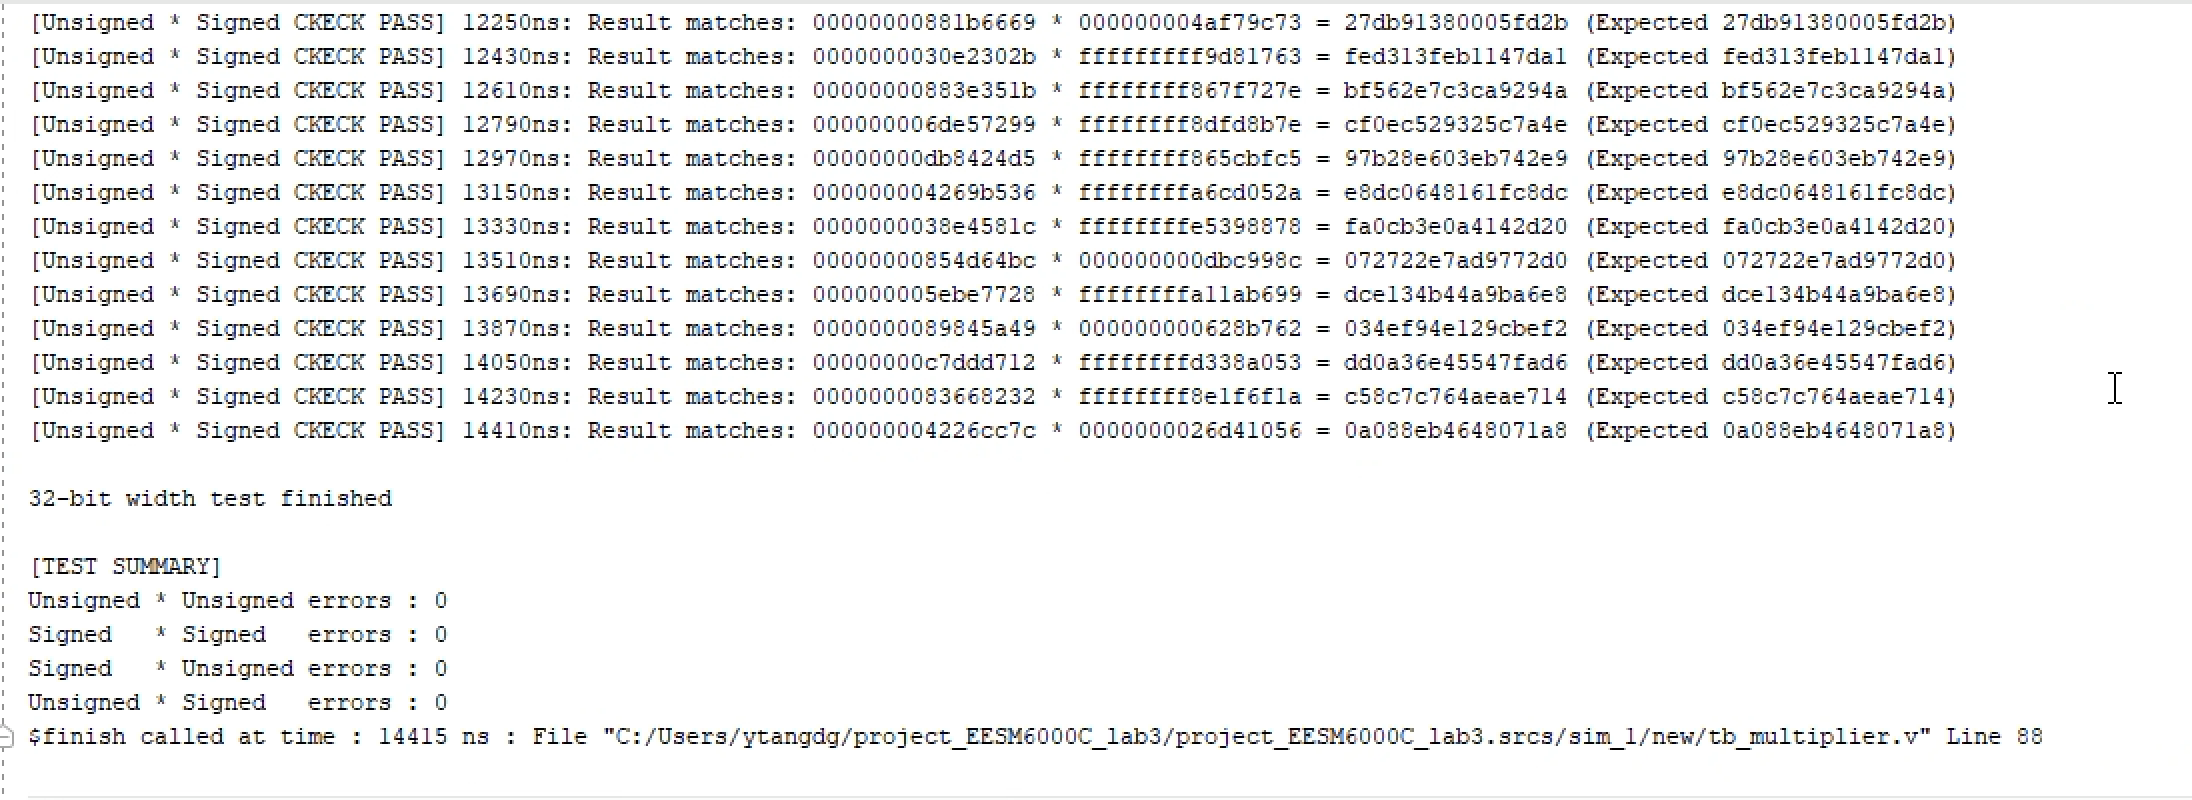 [Unsigned * Signed CKECK PASS] 12250ns: Result matches: 00000000881b6669 * 000000004af79c73 = 27db91380005fd2b (Expected 27db91380005fd2b)
[Unsigned * Signed CKECK PASS] 12430ns: Result matches: 0000000030e2302b * fffffffff9d81763 = fed313feb1147da1 (Expected fed313feb1147da1)
[Unsigned * Signed CKECK PASS] 12610ns: Result matches: 00000000883e351b * ffffffff867f727e = bf562e7c3ca9294a (Expected bf562e7c3ca9294a)
[Unsigned * Signed CKECK PASS] 12790ns: Result matches: 000000006de57299 * ffffffff8dfd8b7e = cf0ec529325c7a4e (Expected cf0ec529325c7a4e)
[Unsigned * Signed CKECK PASS] 12970ns: Result matches: 00000000db8424d5 * ffffffff865cbfc5 = 97b28e603eb742e9 (Expected 97b28e603eb742e9)
[Unsigned * Signed CKECK PASS] 13150ns: Result matches: 000000004269b536 * ffffffffa6cd052a = e8dc0648161fc8dc (Expected e8dc0648161fc8dc)
[Unsigned * Signed CKECK PASS] 13330ns: Result matches: 0000000038e4581c * ffffffffe5398878 = fa0cb3e0a4142d20 (Expected fa0cb3e0a4142d20)
[Unsigned * Signed CKECK PASS] 13510ns: Result matches: 00000000854d64bc * 000000000dbc998c = 072722e7ad9772d0 (Expected 072722e7ad9772d0)
[Unsigned * Signed CKECK PASS] 13690ns: Result matches: 000000005ebe7728 * ffffffffa11ab699 = dce134b44a9ba6e8 (Expected dce134b44a9ba6e8)
[Unsigned * Signed CKECK PASS] 13870ns: Result matches: 0000000089845a49 * 000000000628b762 = 034ef94e129cbef2 (Expected 034ef94e129cbef2)
[Unsigned * Signed CKECK PASS] 14050ns: Result matches: 00000000c7ddd712 * ffffffffd338a053 = dd0a36e45547fad6 (Expected dd0a36e45547fad6)
[Unsigned * Signed CKECK PASS] 14230ns: Result matches: 0000000083668232 * ffffffff8e1f6f1a = c58c7c764aeae714 (Expected c58c7c764aeae714)
[Unsigned * Signed CKECK PASS] 14410ns: Result matches: 000000004226cc7c * 0000000026d41056 = 0a088eb4648071a8 (Expected 0a088eb4648071a8)
32-bit width test finished
[TEST SUMMARY]
Unsigned * Unsigned errors : 0
Signed   * Signed   errors : 0
Signed   * Unsigned errors : 0
Unsigned * Signed   errors : 0
$finish called at time : 14415 ns : File "C:/Users/ytangdg/project_EESM6000C_lab3/project_EESM6000C_lab3.srcs/sim_1/new/tb_multiplier.v" Line 88